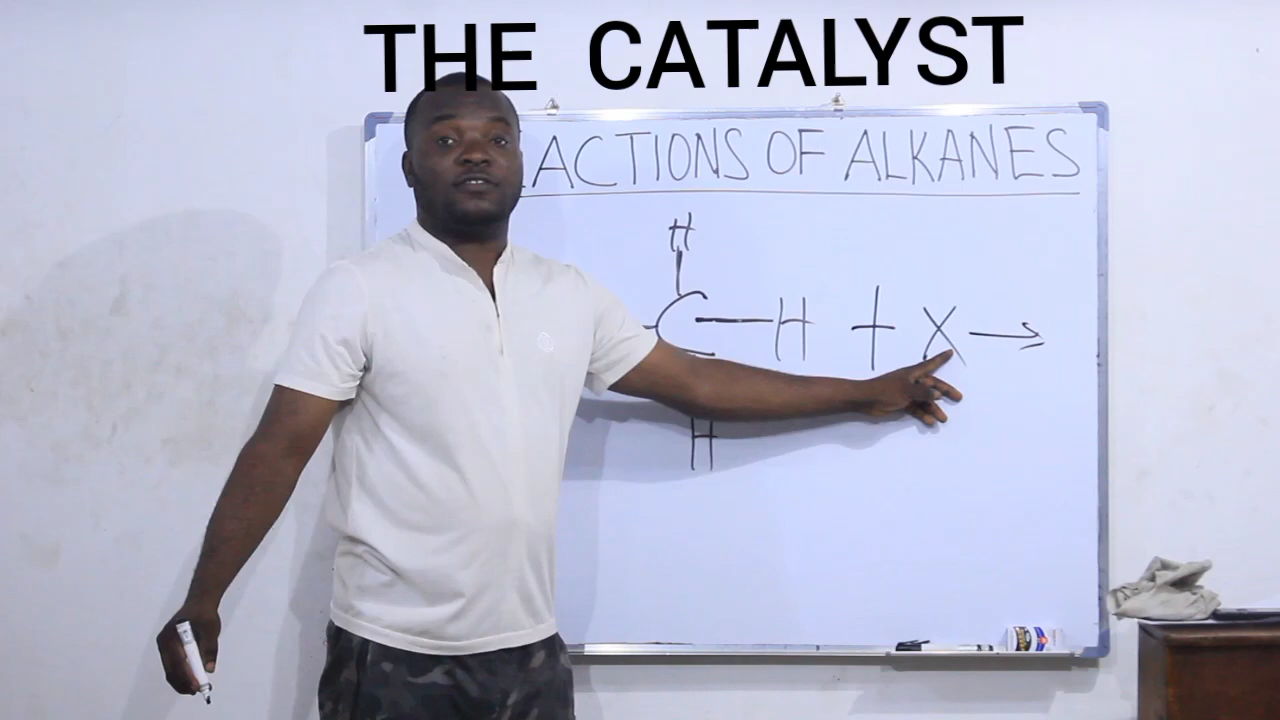 THE CATALYST
ACTIONS OF ALKANES
H
C — H + X →
H